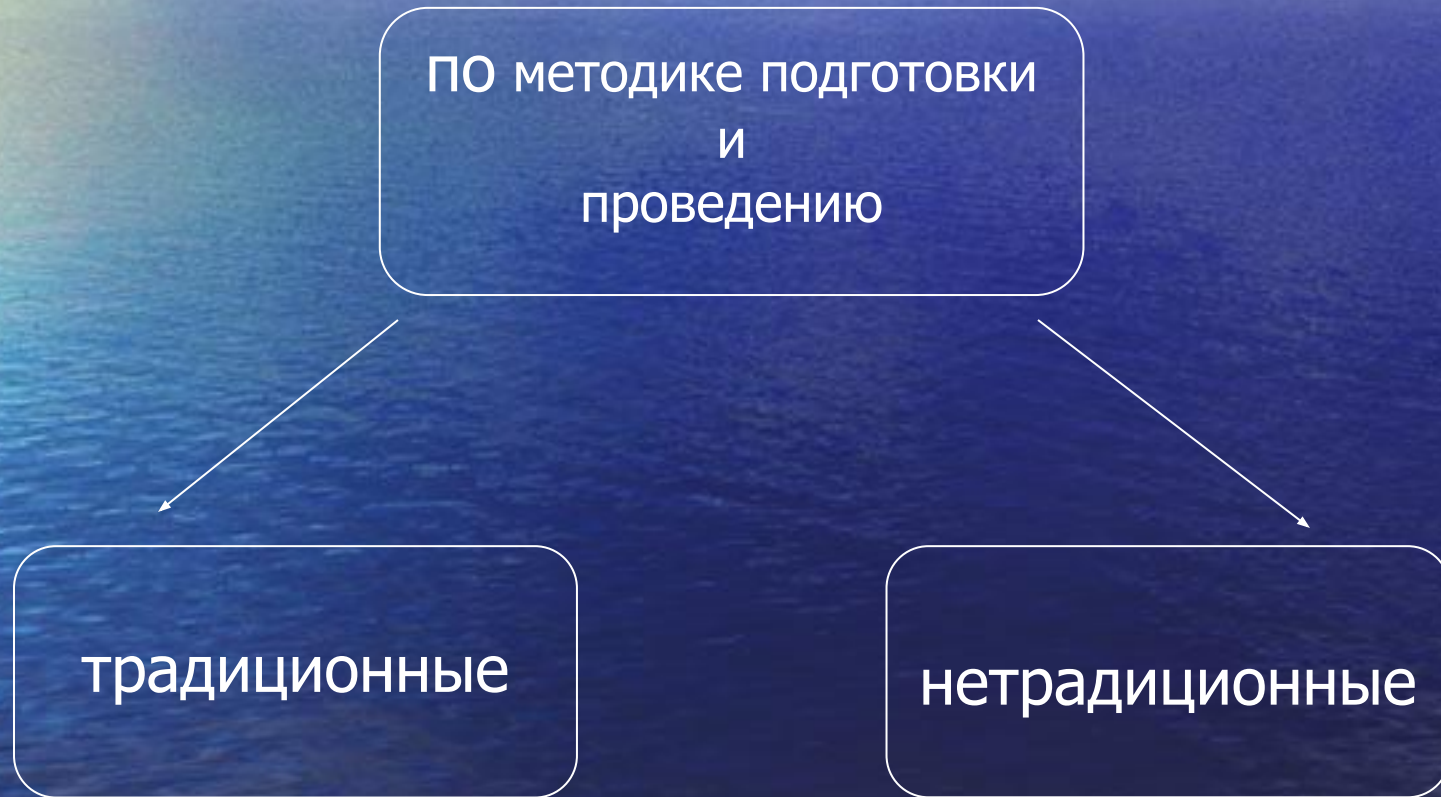 по методике подготовки
и
проведению
традиционные
нетрадиционные